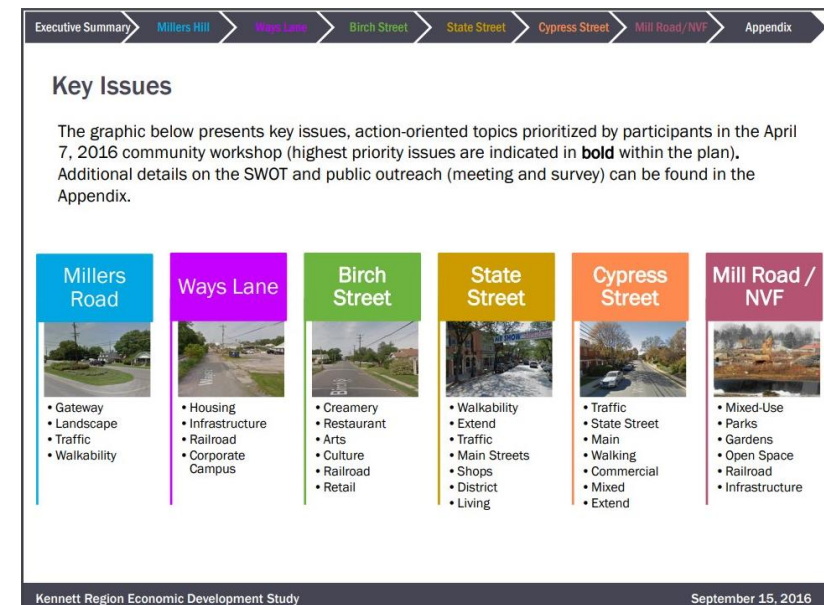 Executive Summary
Millers Hill
Ways Lane
Birch Street
State Street
Cypress Street
Mill Road/NVF
Appendix
Key Issues
The graphic below presents key issues, action-oriented topics prioritized by participants in the April
7, 2016 community workshop (highest priority issues are indicated in bold within the plan).
Additional details on the SWOT and public outreach (meeting and survey) can be found in the
Appendix.
Millers
Road
• Gateway
• Landscape
• Traffic
• Walkability
Ways Lane
• Housing
• Infrastructure
• Railroad
• Corporate
Campus
Birch
Street
• Creamery
• Restaurant
• Arts
• Culture
• Railroad
• Retail
State
Street
• Walkability
• Extend
• Traffic
• Main Streets
• Shops
• District
• Living
Cypress
Street
• Traffic
• State Street
• Main
• Walking
• Commercial
• Mixed
• Extend
Mill Road /
NVF
• Mixed-Use
• Parks
• Gardens
• Open Space
• Railroad
• Infrastructure
Kennett Region Economic Development Study
September 15, 2016